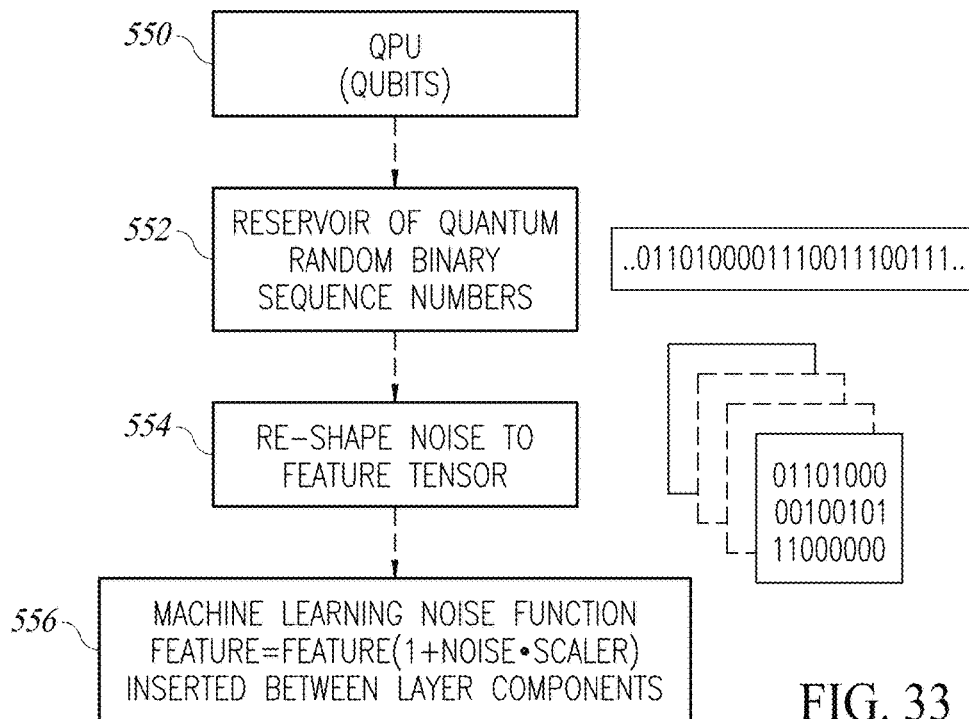 550
QPU
(QUBITS)
552
RESERVOIR OF QUANTUM
RANDOM BINARY
SEQUENCE NUMBERS
..0110100001110011100111..
554
RE-SHAPE NOISE TO
FEATURE TENSOR
01101000
00100101
11000000
556
MACHINE LEARNING NOISE FUNCTION
FEATURE=FEATURE(1+NOISE•SCALER)
INSERTED BETWEEN LAYER COMPONENTS
FIG. 33